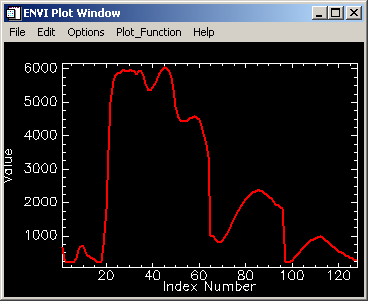 ENVI Plot Window
File Edit Options Plot_Function Help
6000
5000
4000
3000
2000
1000
Value
20 40 60 80 100 120
Index Number